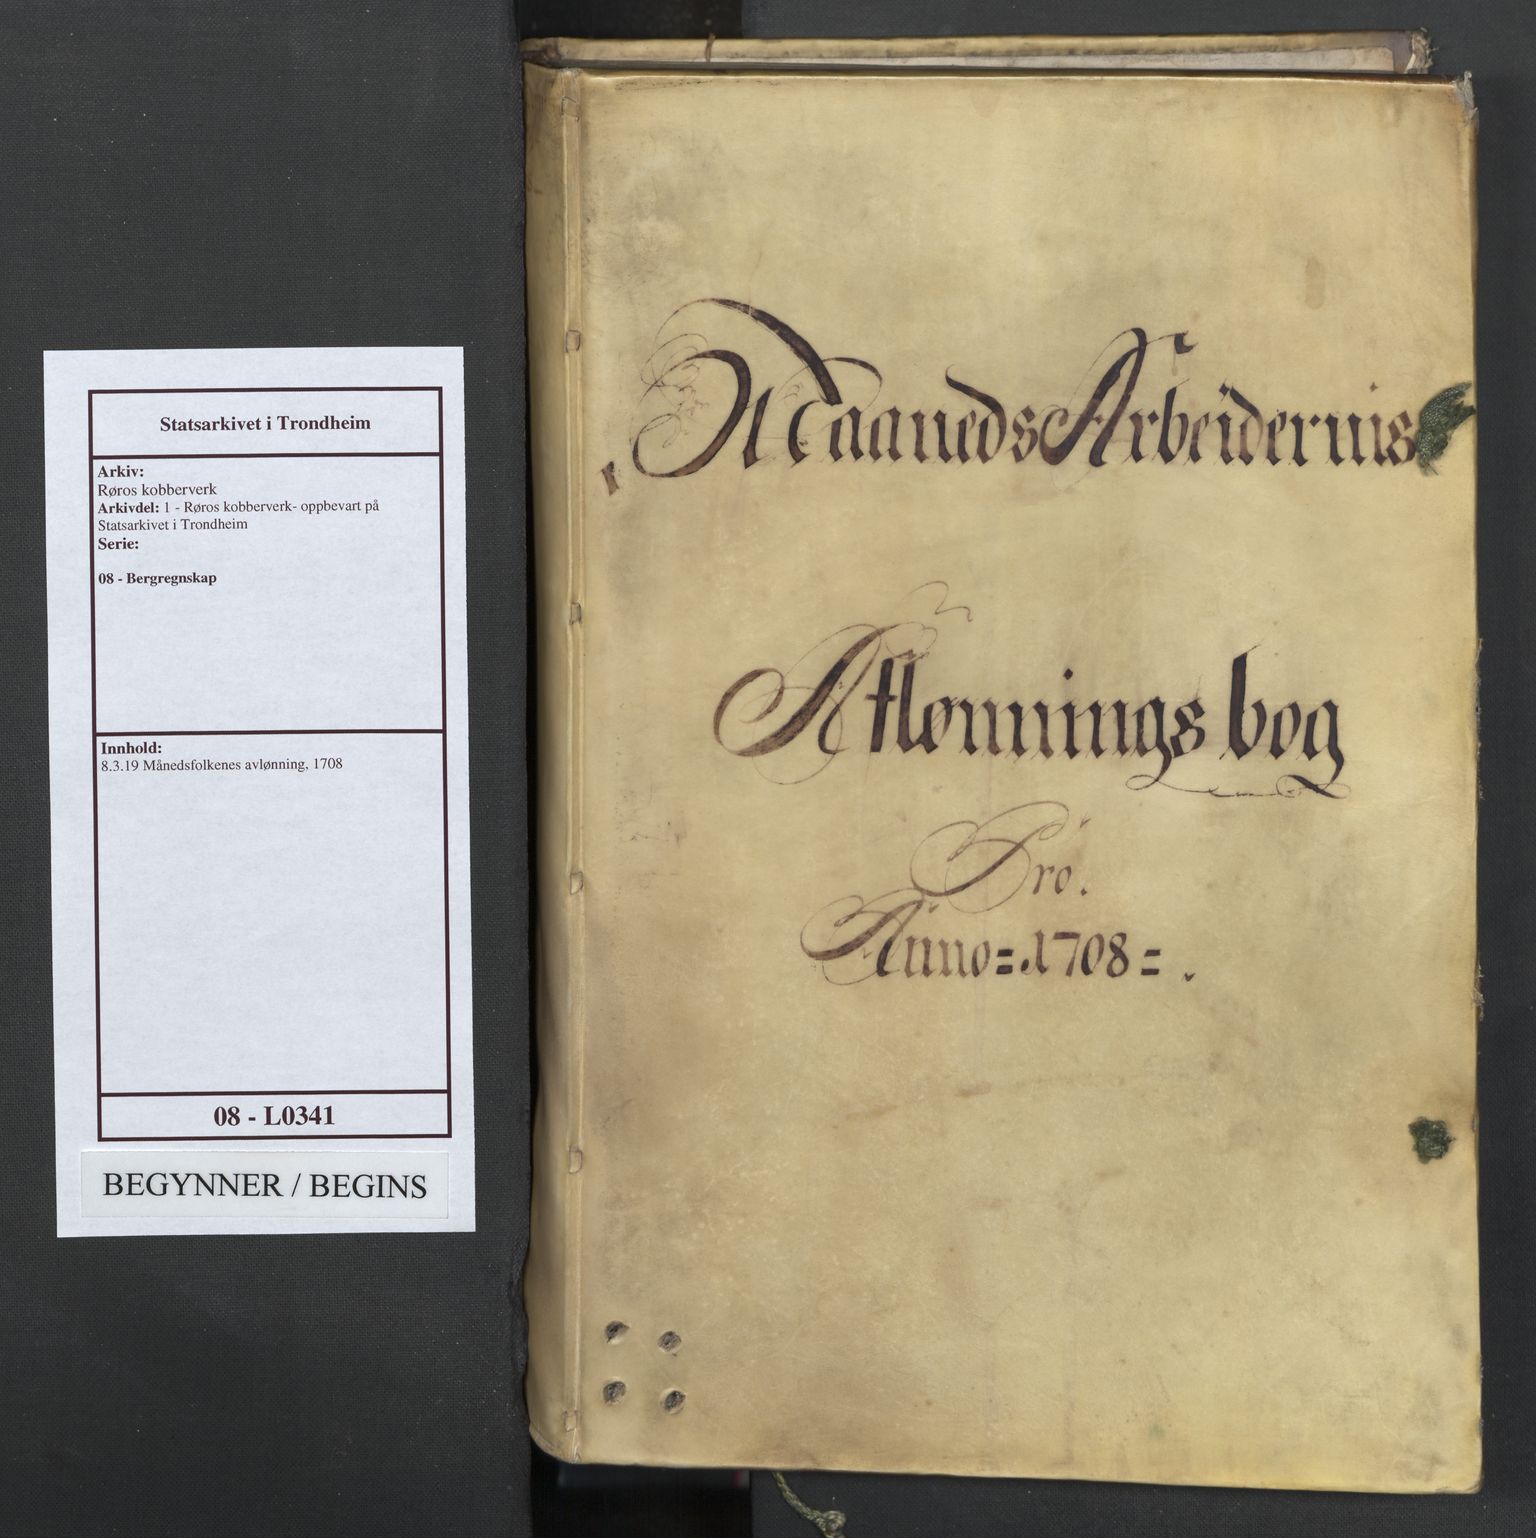 Statsarkivet i Trondheim
Arkiv:
Røros kobberverk
Arkivdel: 1 - Røros kobberverk- oppbevart på
Statsarkivet i Trondheim
Serie:
08 - Bergregnskap
Innhold:
8.3.19 Månedsfolkenes avlønning, 1708
08 - L0341
BEGYNNER / BEGINS
Maaneds Arbeidernis
Aflønnings bog
Pro.
Anno = 1708 = .